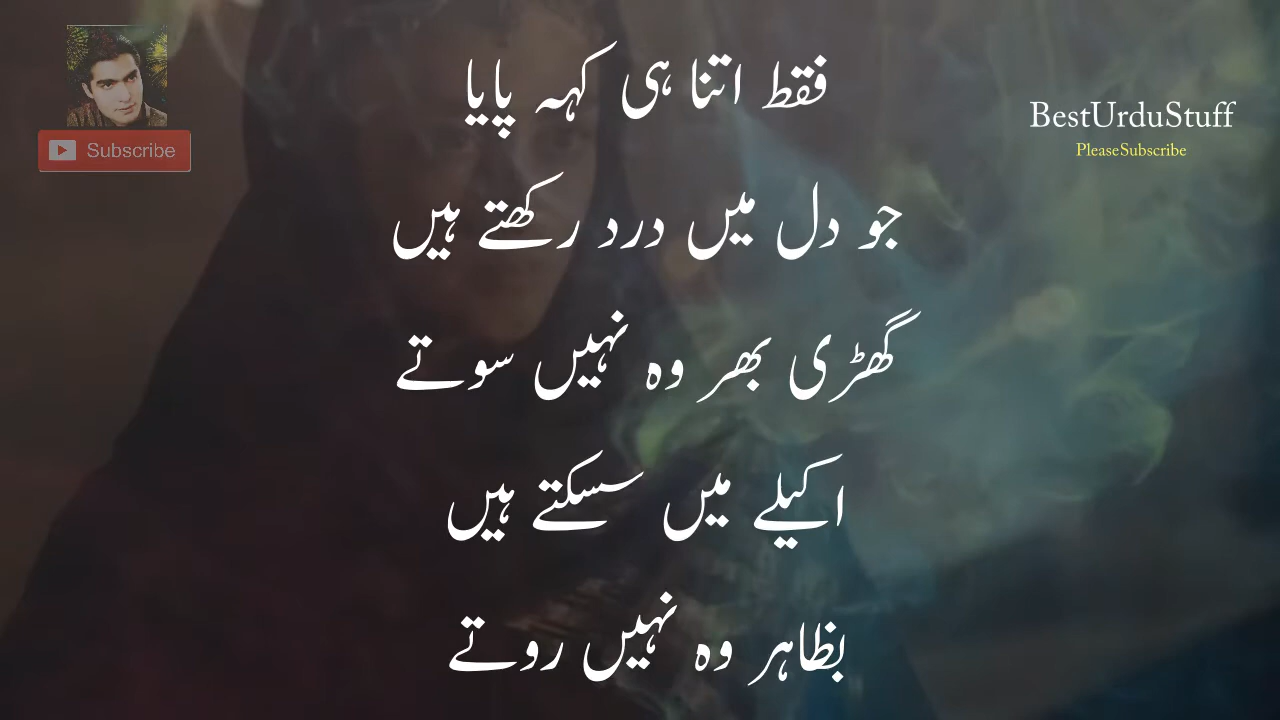 Subscribe
BestUrduStuff
PleaseSubscribe
فقط اتنا ہی کہہ پایا
جو دل میں درد رکھتے ہیں
گھڑی بھر وہ نہیں سوتے
اکیلے میں سسکتے ہیں
بظاہر وہ نہیں روتے